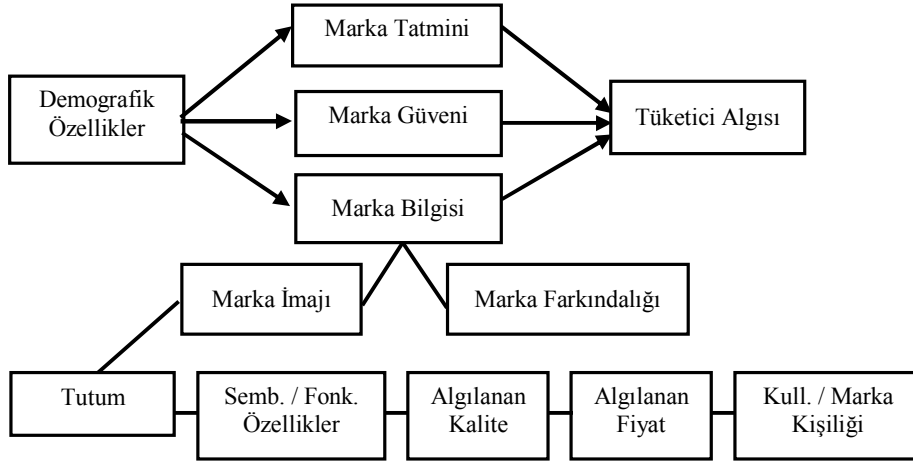 Marka Tatmini
Demografik
Özellikler
Marka Güveni
Tüketici Algısı
Marka Bilgisi
Marka İmajı
Marka Farkındalığı
Tutum
Semb. / Fonk.
Özellikler
Algılanan
Kalite
Algılanan
Fiyat
Kull. / Marka
Kişiliği